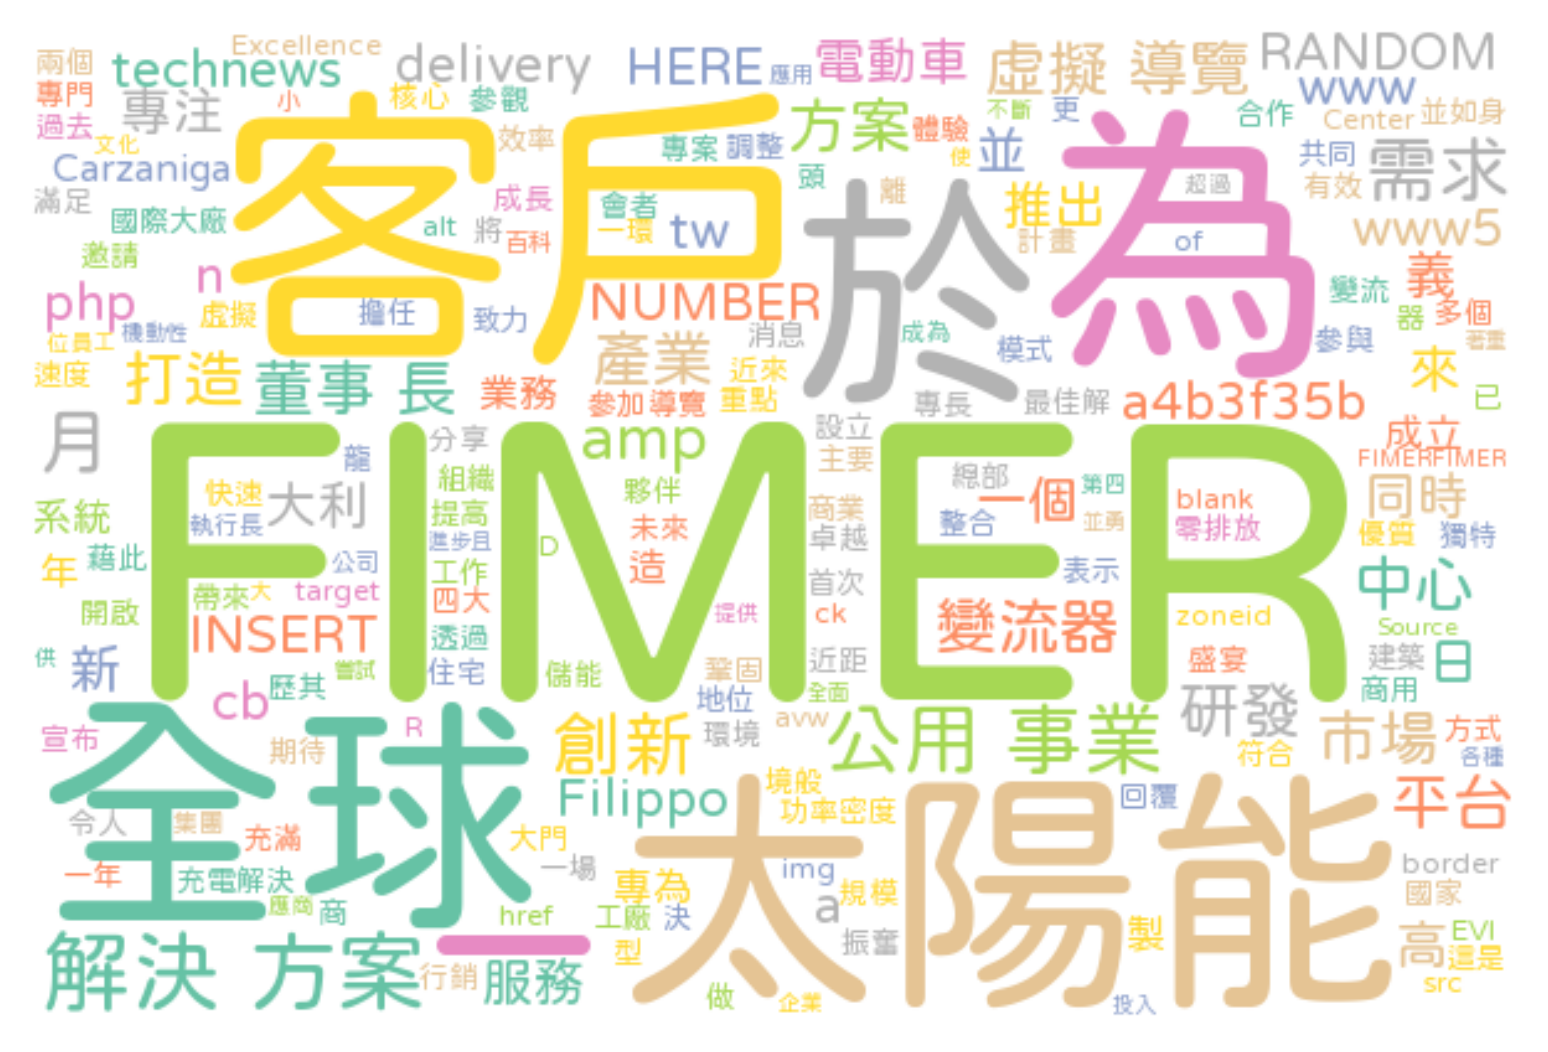 兩個 Excellence technews delivery HERE 應用 電動車 虛擬 導覽 RANDOM
專門 專注 小 核心 參觀 www
過去 文化 效率 方案 體驗 不斷 更 合作 Center 並如身
Carzaniga 客戶 專案 調整 使 並 為 共同 需求
滿足 成長 頭 離 推出 超過 有效
國際大廠 alt 將 百科 會者 一環 tw 於 計畫 of www5
邀請 n 變流 義
php 虛擬 擔任 致力 NUMBER 消息 成為 器 多個
位員工 機動性 產業 模式 參與 著重
速度 打造 董事 長 業務 近來 來
參加 導覽 重點 專長 最佳解 a4b3f35b 已
月 龍 分享 amp 設立 成立
FIMER 主要 FIMERFIMER
系統 快速 大利 組織 夥伴 商業 總部 一個 第四 blank 同時
執行長 提高 未來 卓越 整合 並勇 零排放 優質 獨特
年 藉此 公司 進步且 D 造 首次 表示 中心
開啟 帶來 大 target 工作 四大 提供 ck 變流器 zoneid Source
供 新 INSERT 透過 近距 盛宴 建築 日
cb 歷其 嘗試 住宅 儲能 鞏固 地位 全面 研發 商用
宣布 全球 期待 R 創新 環境 avw 公用 事業 符合 市場 方式 各種
Filippo 境般 回覆 平台
令人 集團 充滿 大門 太陽能 功率密度
一年 充電解決 一場 專為 img 規模 border
應商 商 href 工廠 決 a 國家
解決 方案 一 服務 型 振奮 製 高 EVI 這是
行銷 做 企業 投入 src